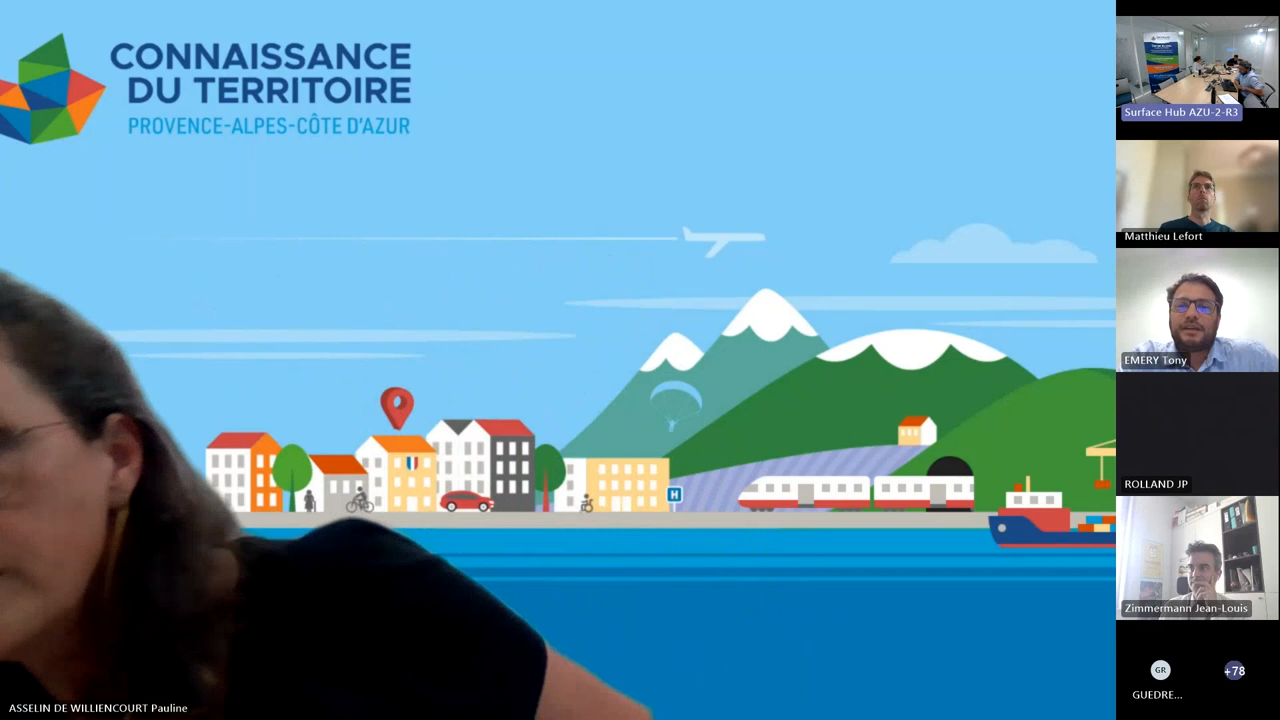 CONNAISSANCE
DU TERRITOIRE
PROVENCE-ALPES-CÔTE D'AZUR
H
ASSELIN DE WILLIENCOURT Pauline
Surface Hub AZU-2-R3
Matthieu Lefort
EMERY Tony
ROLLAND JP
Zimmermann Jean-Louis
GR
+78
GUEDRE...